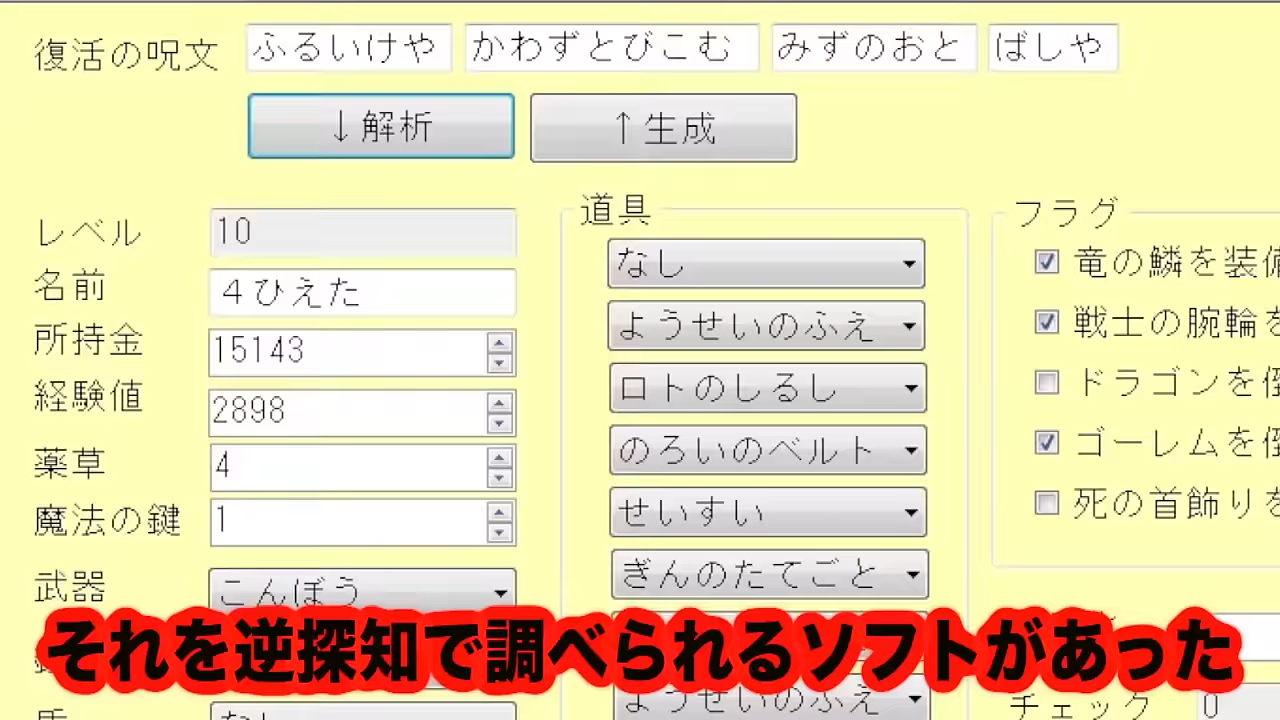 復活の呪文 ふるいけや かわずとびこむ みずのおと ばしや
↓解析 ↑生成
レベル 10
名前 4ひえた
所持金 15143
経験値 2898
薬草 4
魔法の鍵 1
武器 こんぼう
道具
なし
ようせいのふえ
ロトのしるし
のろいのベルト
せいすい
ぎんのたてごと
ようせいのふえ
フラグ
竜の鱗を装備
戦士の腕輪を
ドラゴンを倒
ゴーレムを倒
死の首飾りを
チェック 0
それを逆探知で調べられるソフトがあった